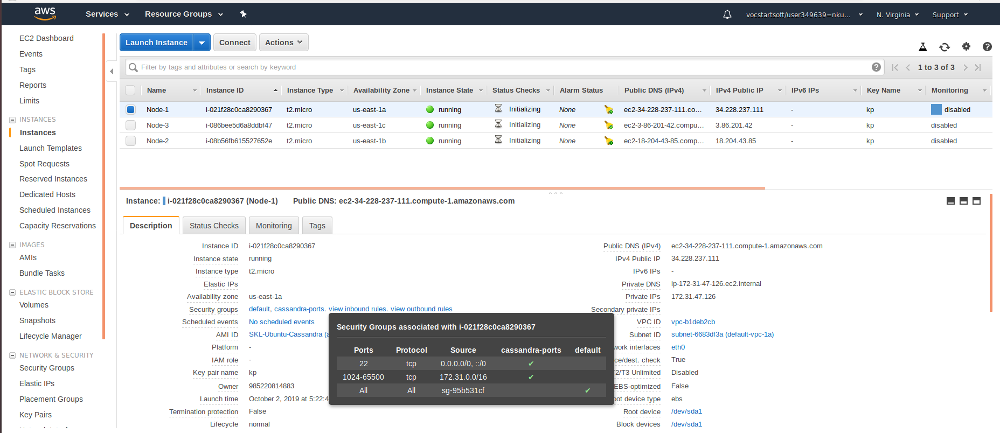 aws Services Resource Groups vocstartsoft/user349639=nku... N. Virginia Support
EC2 Dashboard
Events
Tags
Reports
Limits
INSTANCES
Instances
Launch Templates
Spot Requests
Reserved Instances
Dedicated Hosts
Scheduled Instances
Capacity Reservations
IMAGES
AMIs
Bundle Tasks
ELASTIC BLOCK STORE
Volumes
Snapshots
Lifecycle Manager
NETWORK & SECURITY
Security Groups
Elastic IPs
Placement Groups
Key Pairs
Launch Instance Connect Actions
Filter by tags and attributes or search by keyword 1 to 3 of 3
Name Instance ID Instance Type Availability Zone Instance State Status Checks Alarm Status Public DNS (IPv4) IPv4 Public IP IPv6 IPs Key Name Monitoring
Node-1 i-021f28c0ca8290367 t2.micro us-east-1a running Initializing None ec2-34-228-237-111.co... 34.228.237.111 - kp disabled
Node-3 i-086bee5d6a8ddbf47 t2.micro us-east-1c running Initializing None ec2-3-86-201-42.compu... 3.86.201.42 - kp disabled
Node-2 i-08b56fb615527652e t2.micro us-east-1b running Initializing None ec2-18-204-43-85.comp... 18.204.43.85 - kp disabled
Instance: i-021f28c0ca8290367 (Node-1) Public DNS: ec2-34-228-237-111.compute-1.amazonaws.com
Description Status Checks Monitoring Tags
Instance ID i-021f28c0ca8290367
Instance state running
Instance type t2.micro
Elastic IPs
Availability zone us-east-1a
Security groups default, cassandra-ports. view inbound rules. view outbound rules
Scheduled events No scheduled events
AMI ID SKL-Ubuntu-Cassandra (a
Platform -
IAM role -
Key pair name kp
Owner 985220814883
Launch time October 2, 2019 at 5:22:4
Termination protection False
Lifecycle normal
Security Groups associated with i-021f28c0ca8290367
Ports Protocol Source cassandra-ports default
22 tcp 0.0.0.0/0, ::/0 ✔
1024-65500 tcp 172.31.0.0/16 ✔
All All sg-95b531cf ✔
Public DNS (IPv4) ec2-34-228-237-111.compute-1.amazonaws.com
IPv4 Public IP 34.228.237.111
IPv6 IPs -
Private DNS ip-172-31-47-126.ec2.internal
Private IPs 172.31.47.126
Secondary private IPs
VPC ID vpc-b1deb2cb
Subnet ID subnet-6683df3a (default-vpc-1a)
work interfaces eth0
ce/dest. check True
T2/T3 Unlimited Disabled
EBS-optimized False
oot device type ebs
Root device /dev/sda1
Block devices /dev/sda1